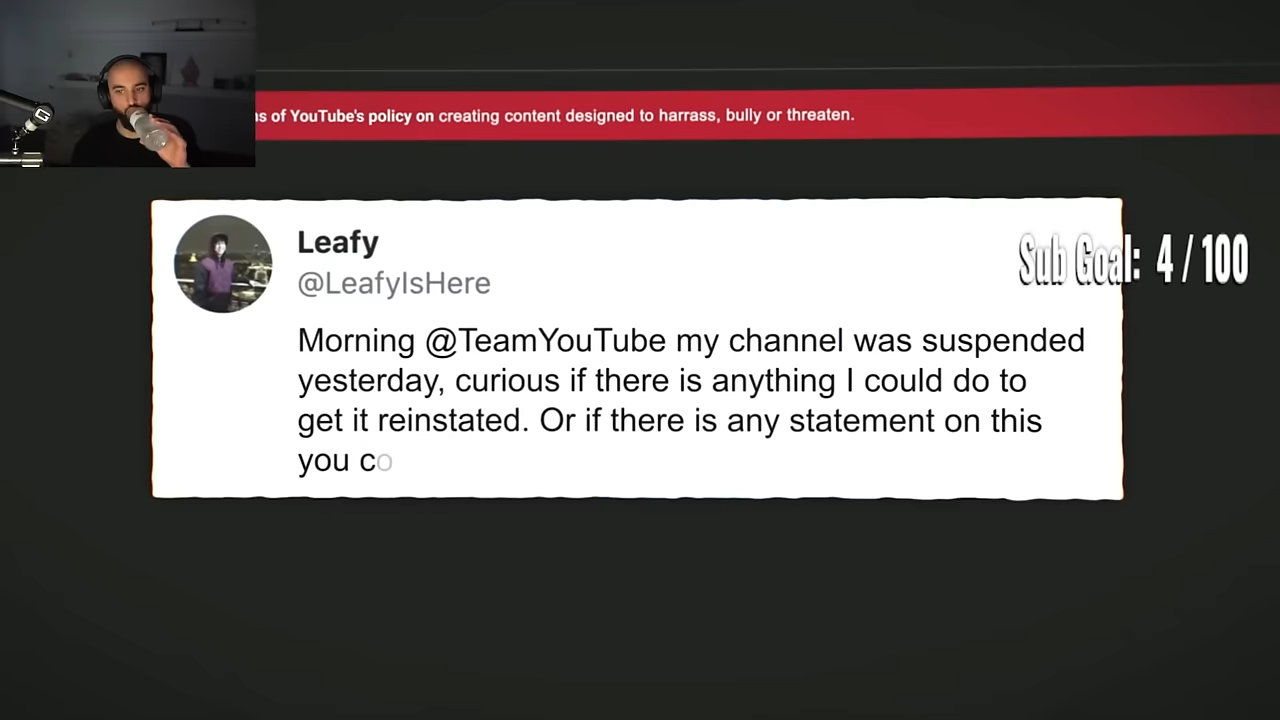 ns of YouTube's policy on creating content designed to harrass, bully or threaten.
Leafy
@LeafyIsHere
Sub Goal: 4 / 100
Morning @TeamYouTube my channel was suspended
yesterday, curious if there is anything I could do to
get it reinstated. Or if there is any statement on this
you co